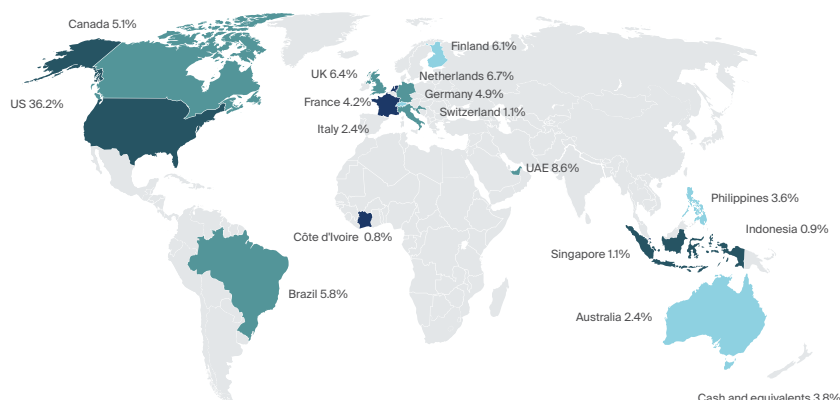 Canada 5.1%
Finland 6.1%
UK 6.4%
Netherlands 6.7%
Germany 4.9%
US 36.2%
France 4.2%
Switzerland 1.1%
Italy 2.4%
UAE 8.6%
Philippines 3.6%
Indonesia 0.9%
Côte d'Ivoire 0.8%
Singapore 1.1%
Brazil 5.8%
Australia 2.4%
Cash and equivalents 3.8%